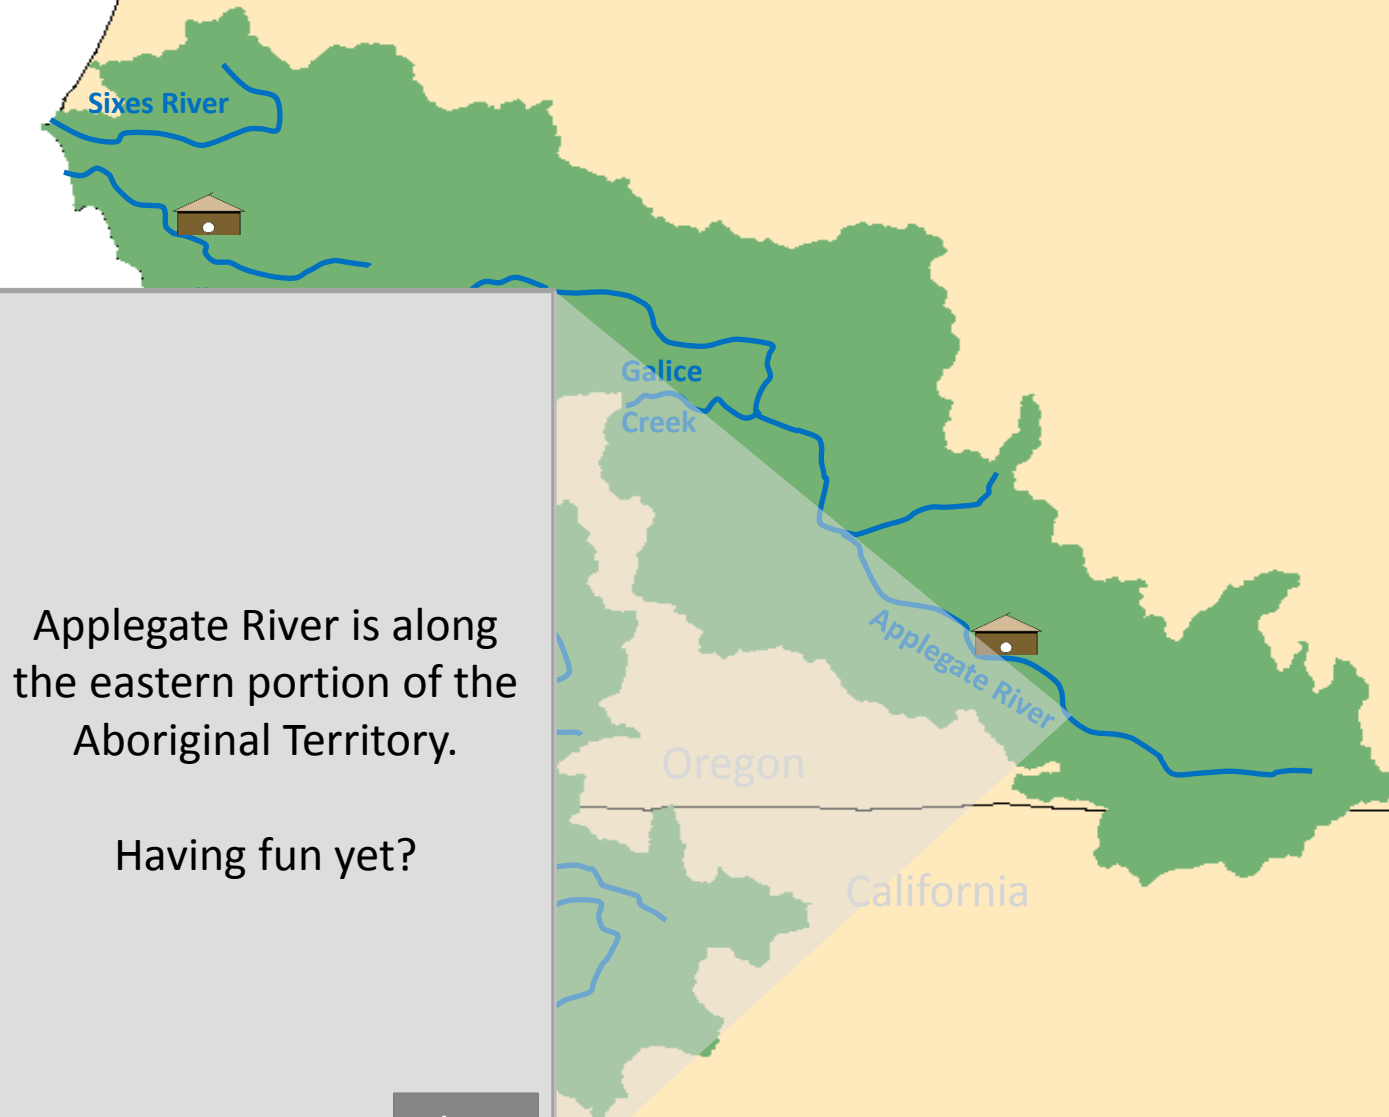 Sixes River
Galice
Creek
Applegate River
Oregon
California
Applegate River is along
the eastern portion of the
Aboriginal Territory.
Having fun yet?